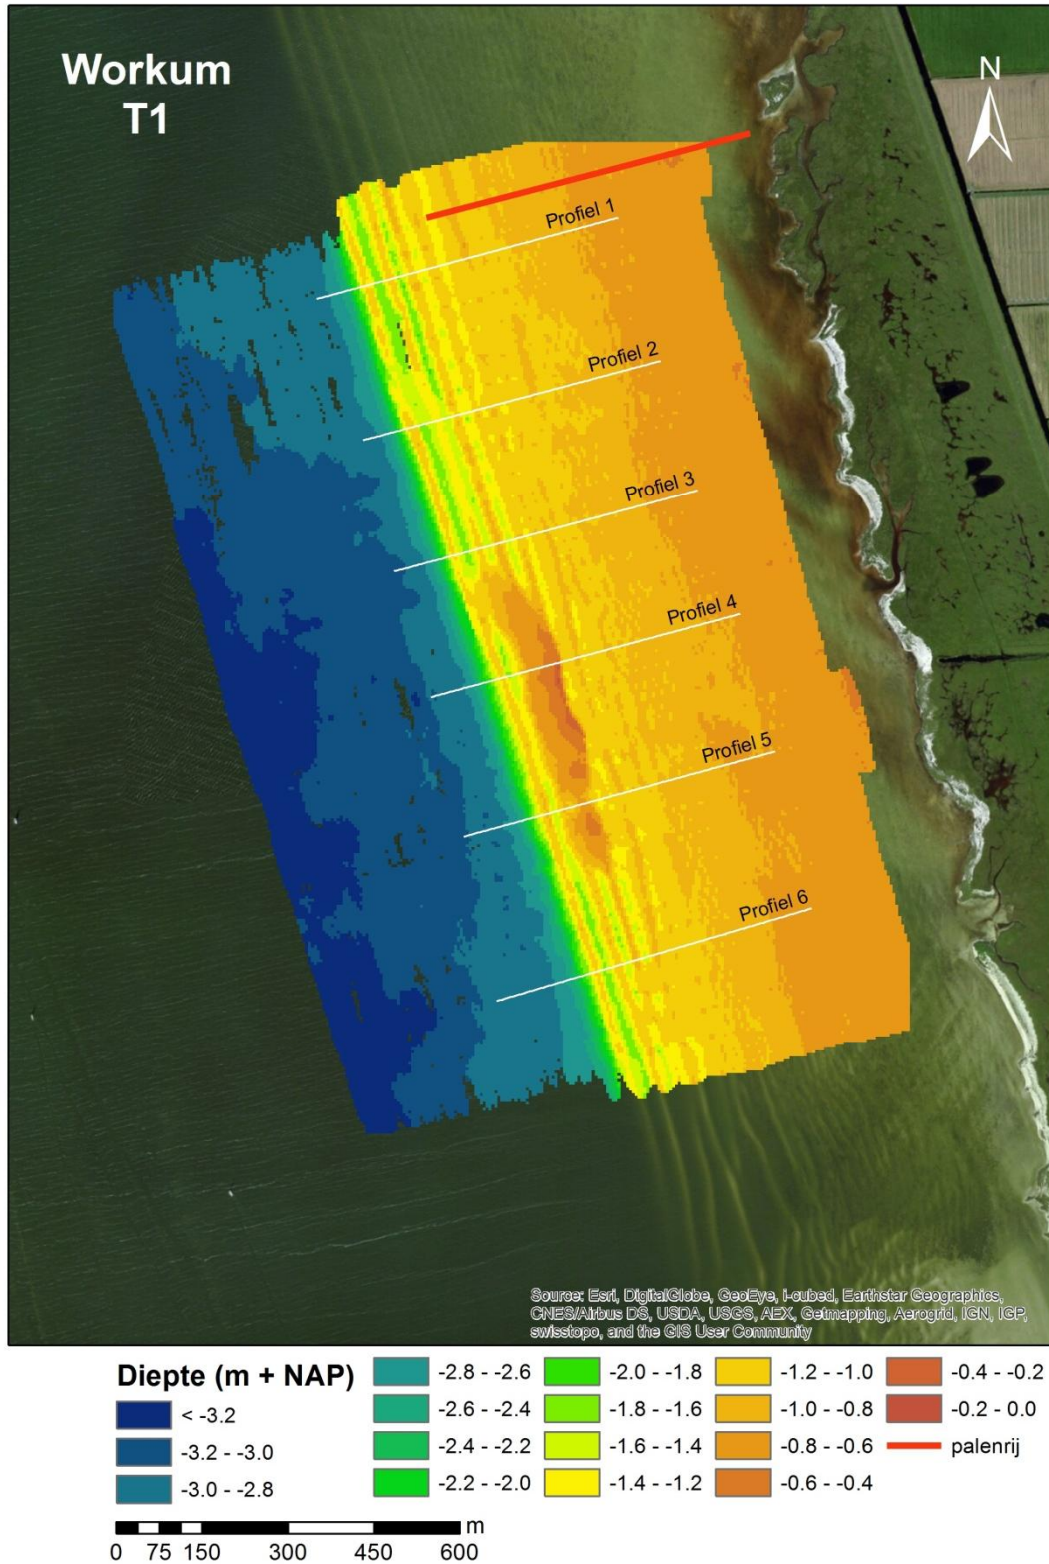 Workum
T1
N
Profiel 1
Profiel 2
Profiel 3
Profiel 4
Profiel 5
Profiel 6
Source: Esri, DigitalGlobe, GeoEye, i-cubed, Earthstar Geographics,
CNES/Airbus DS, USDA, USGS, AEX, Getmapping, Aerogrid, IGN, IGP,
swisstopo, and the GIS User Community
Diepte (m + NAP)
< -3.2
-3.2 - -3.0
-3.0 - -2.8
-2.8 - -2.6
-2.6 - -2.4
-2.4 - -2.2
-2.2 - -2.0
-2.0 - -1.8
-1.8 - -1.6
-1.6 - -1.4
-1.4 - -1.2
-1.2 - -1.0
-1.0 - -0.8
-0.8 - -0.6
-0.6 - -0.4
-0.4 - -0.2
-0.2 - 0.0
palenrij
m
0 75 150 300 450 600